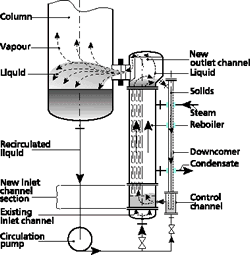 Column
Vapour
Liquid
Recirculated
liquid
New inlet
channel
section
Existing
inlet channel
Circulation
pump
New
outlet channel
Liquid
Solids
Steam
Reboiler
Downcomer
Condensate
Control
channel